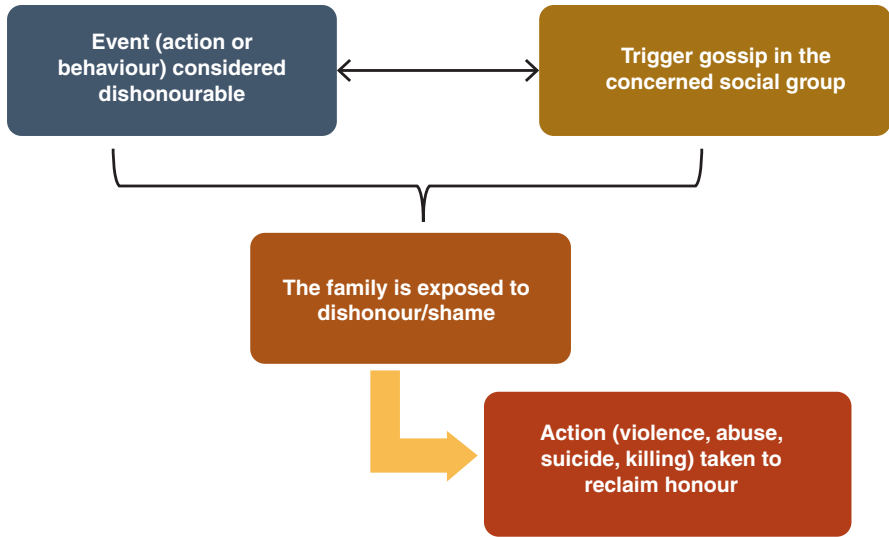 Event (action or
behaviour) considered
dishonourable
Trigger gossip in the
concerned social group
The family is exposed to
dishonour/shame
Action (violence, abuse,
suicide, killing) taken to
reclaim honour